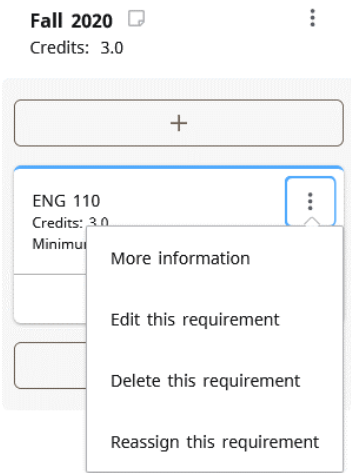 Fall 2020
Credits: 3.0
+
ENG 110
Credits: 3.0
More information
Edit this requirement
Delete this requirement
Reassign this requirement